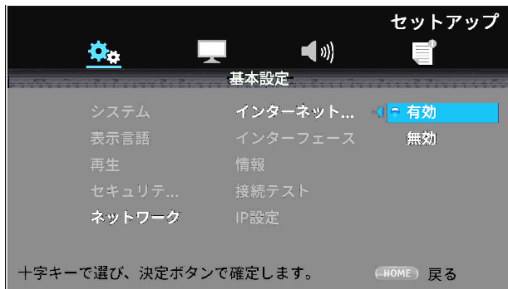 セットアップ
基本設定
システム
インターネット...
有効
表示言語
インターフェース
無効
再生
情報
セキュリテ...
接続テスト
ネットワーク
IP設定
十字キーで選び、決定ボタンで確定します。
HOME 戻る